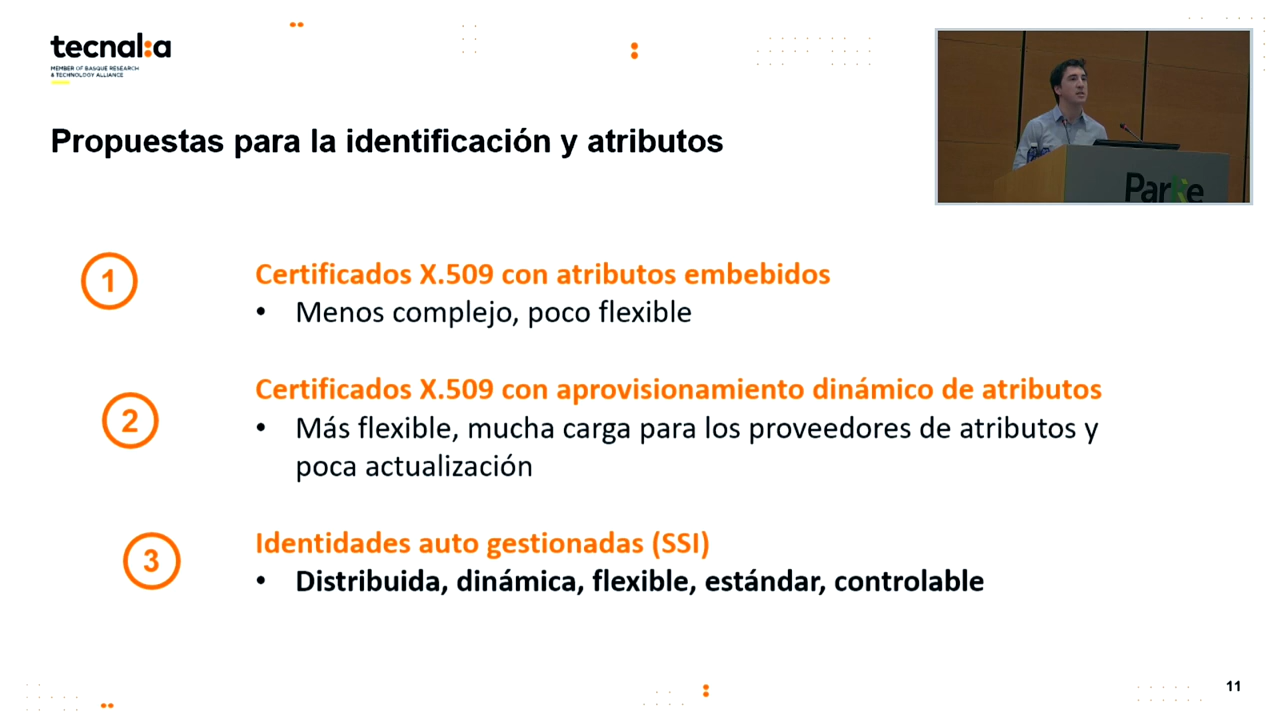 tecnal:a
MEMBER OF BASQUE RESEARCH
& TECHNOLOGY ALLIANCE
Propuestas para la identificación y atributos
Parke
1
Certificados X.509 con atributos embebidos
• Menos complejo, poco flexible
2
Certificados X.509 con aprovisionamiento dinámico de atributos
• Más flexible, mucha carga para los proveedores de atributos y
poca actualización
3
Identidades auto gestionadas (SSI)
• Distribuida, dinámica, flexible, estándar, controlable
11